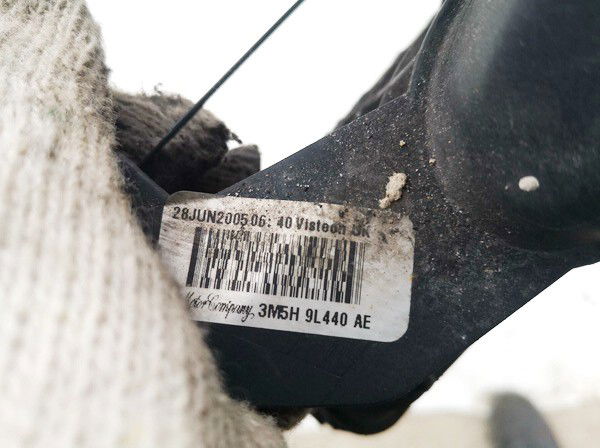 28JUN2005 06:40 Visteon UK
Motor Company, 3M5H 9L440 AE